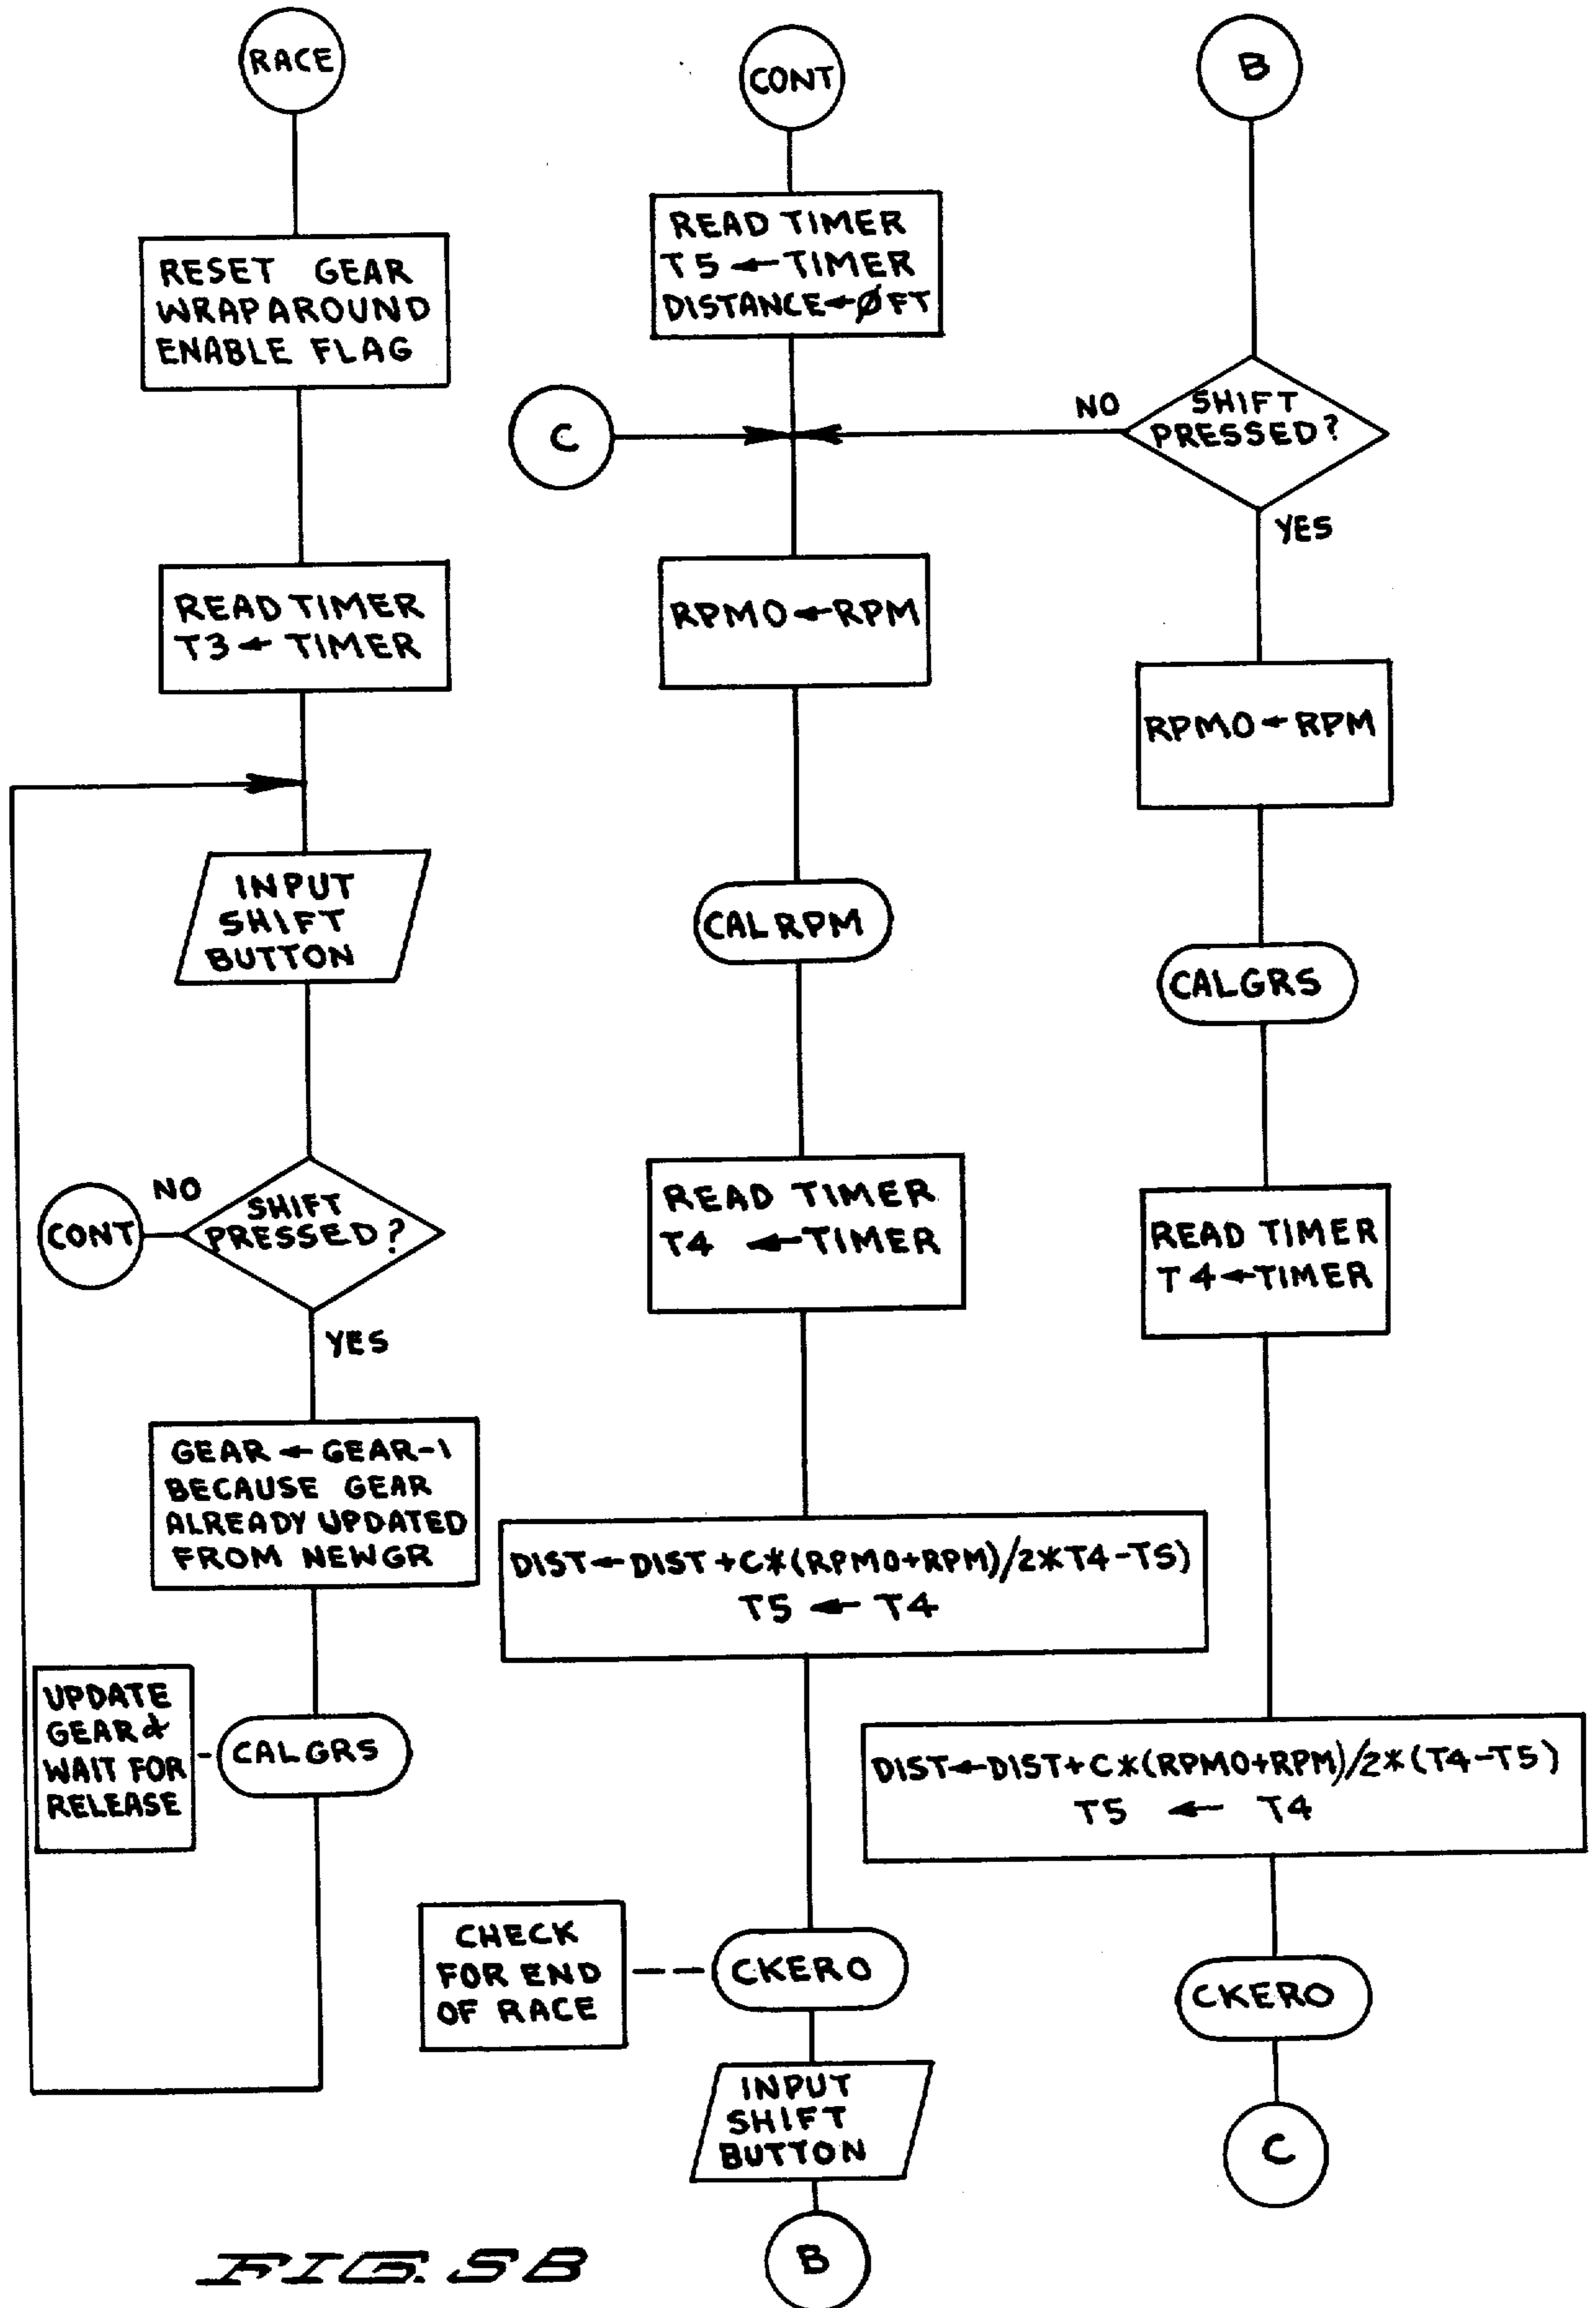 RACE
RESET GEAR
WRAPAROUND
ENABLE FLAG
READ TIMER
T3 ← TIMER
INPUT
SHIFT
BUTTON
SHIFT
PRESSED?
NO
CONT
YES
GEAR ← GEAR-1
BECAUSE GEAR
ALREADY UPDATED
FROM NEWGR
UPDATE
GEAR &
WAIT FOR
RELEASE
CALGRS
CONT
READ TIMER
T5 ← TIMER
DISTANCE ← ØFT
C
RPMO ← RPM
CALRPM
READ TIMER
T4 ← TIMER
DIST ← DIST + C*(RPMO+RPM)/2*T4-T5)
T5 ← T4
CHECK
FOR END
OF RACE
CKERO
INPUT
SHIFT
BUTTON
B
B
SHIFT
PRESSED?
NO
YES
RPMO ← RPM
CALGRS
READ TIMER
T4 ← TIMER
DIST ← DIST + C*(RPMO+RPM)/2*(T4-T5)
T5 ← T4
CKERO
C
FIG. 5B